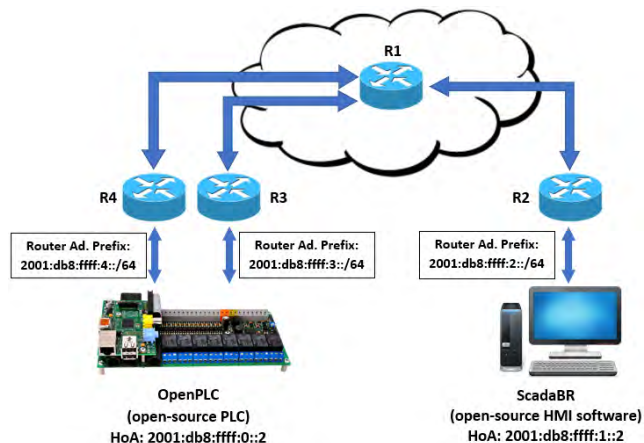 R1
R4
R3
R2
Router Ad. Prefix:
2001:db8:ffff:4::/64
Router Ad. Prefix:
2001:db8:ffff:3::/64
Router Ad. Prefix:
2001:db8:ffff:2::/64
OpenPLC
(open-source PLC)
HoA: 2001:db8:ffff:0::2
ScadaBR
(open-source HMI software)
HoA: 2001:db8:ffff:1::2